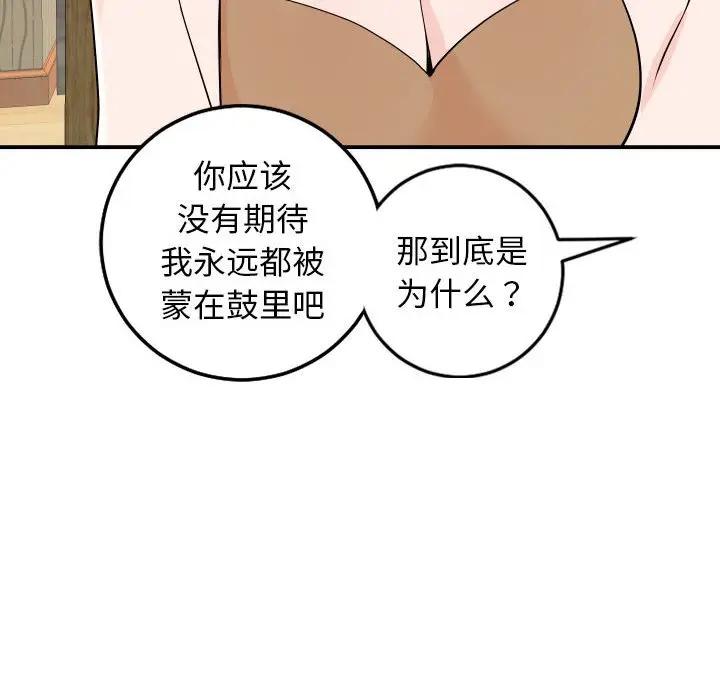 你应该
没有期待
我永远都被
蒙在鼓里吧
那到底是
为什么？